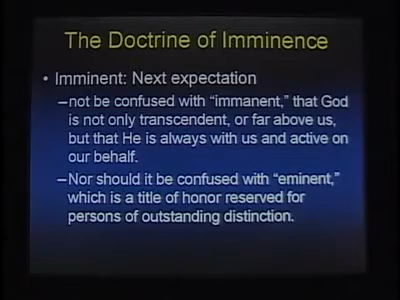 The Doctrine of Imminence
• Imminent: Next expectation
–not be confused with “immanent,” that God
is not only transcendent, or far above us,
but that He is always with us and active on
our behalf.
–Nor should it be confused with “eminent,”
which is a title of honor reserved for
persons of outstanding distinction.